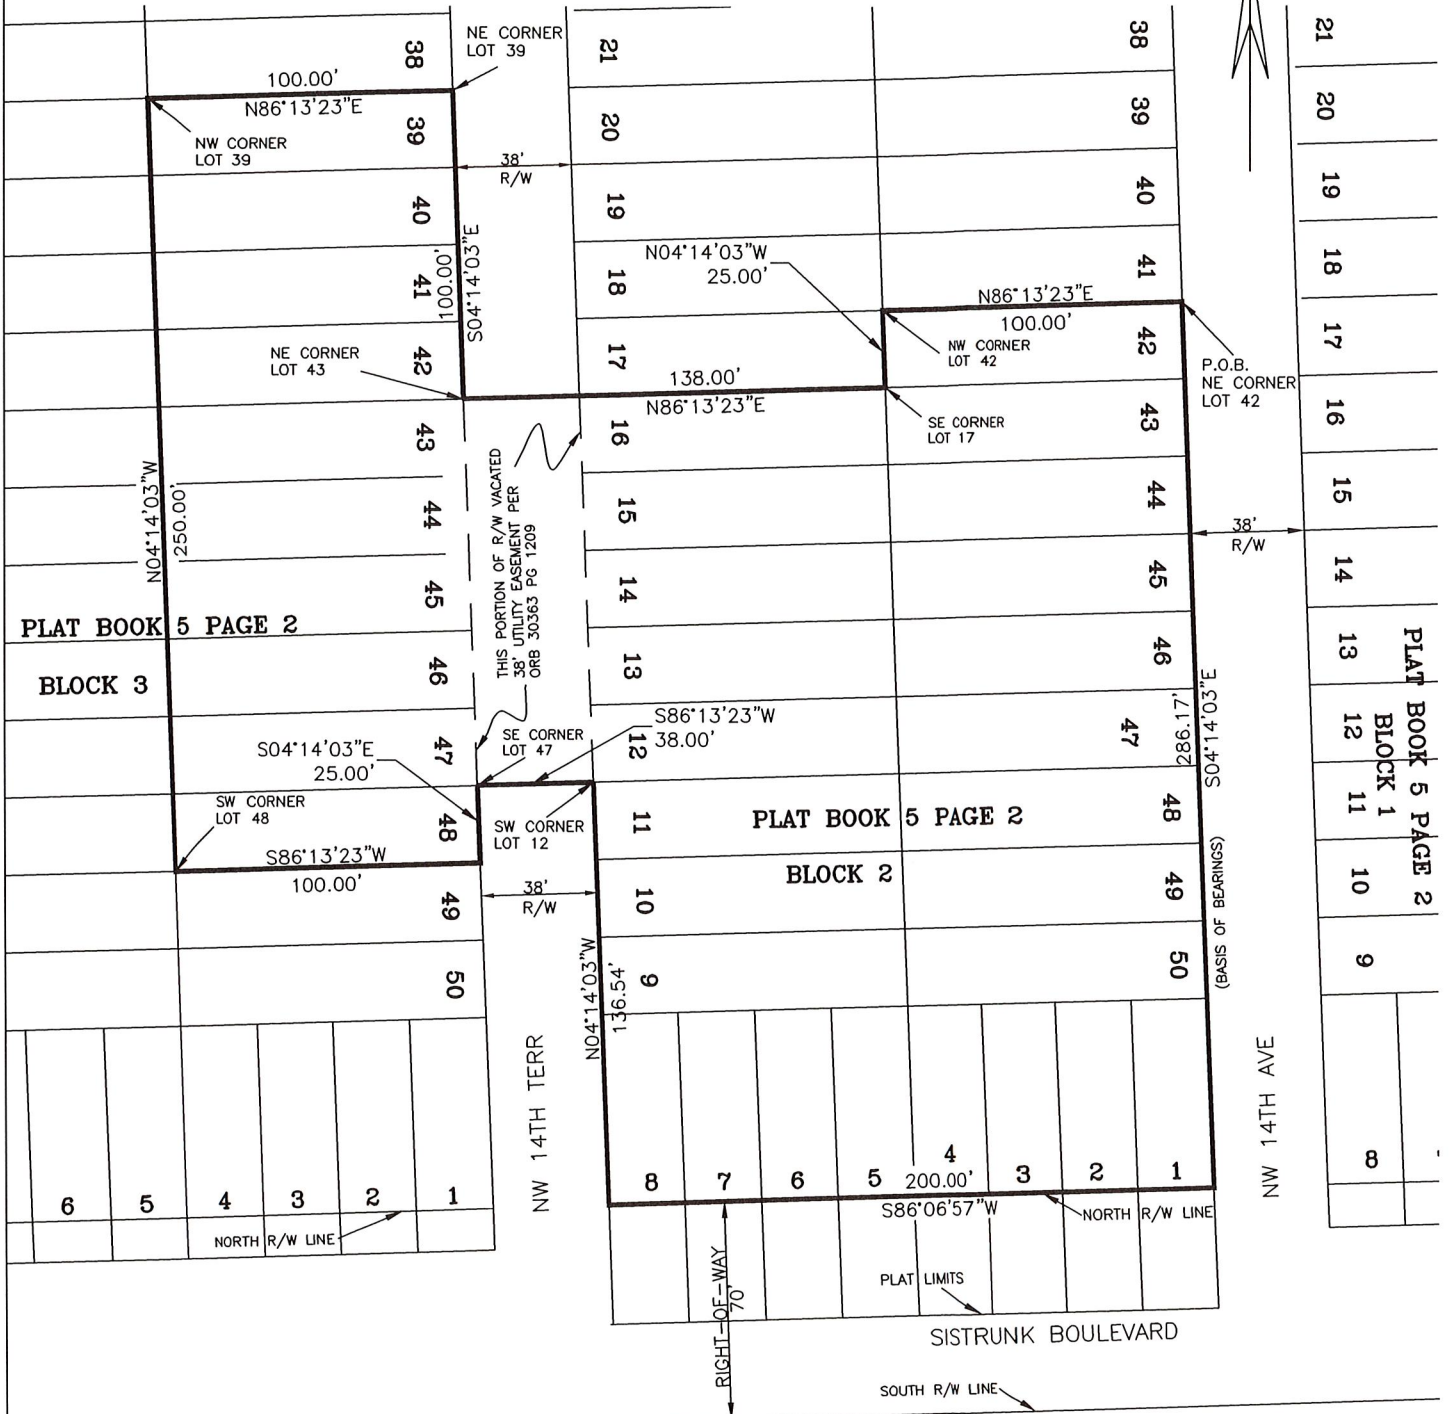 38
NE CORNER
LOT 39
21
38
21
100.00'
N86°13'23"E
NW CORNER
LOT 39
39
20
39
20
38'
R/W
40
19
40
19
S04°14'03"E
100.00'
N04°14'03"W
25.00'
41
18
41
18
N86°13'23"E
100.00'
NE CORNER
LOT 43
42
17
NW CORNER
LOT 42
42
P.O.B.
NE CORNER
LOT 42
17
138.00'
N86°13'23"E
SE CORNER
LOT 17
43
16
43
16
N04°14'03"W
250.00'
THIS PORTION OF R/W VACATED
38' UTILITY EASEMENT PER
ORB 30363 PG 1209
44
15
44
15
38'
R/W
45
14
45
14
PLAT BOOK 5 PAGE 2
BLOCK 3
46
13
46
13
PLAT BOOK 5 PAGE 2
BLOCK 1
S04°14'03"E
286.17'
(BASIS OF BEARINGS)
S86°13'23"W
38.00'
47
SE CORNER
LOT 47
12
47
12
S04°14'03"E
25.00'
SW CORNER
LOT 48
48
SW CORNER
LOT 12
11
PLAT BOOK 5 PAGE 2
BLOCK 2
48
11
S86°13'23"W
100.00'
49
38'
R/W
10
49
10
N04°14'03"W
136.54'
50
9
50
9
NW 14TH TERR
NW 14TH AVE
6
5
4
3
2
1
8
7
6
5
4
3
2
1
8
200.00'
S86°06'57"W
NORTH R/W LINE
NORTH R/W LINE
RIGHT-OF-WAY
70'
PLAT LIMITS
SISTRUNK BOULEVARD
SOUTH R/W LINE